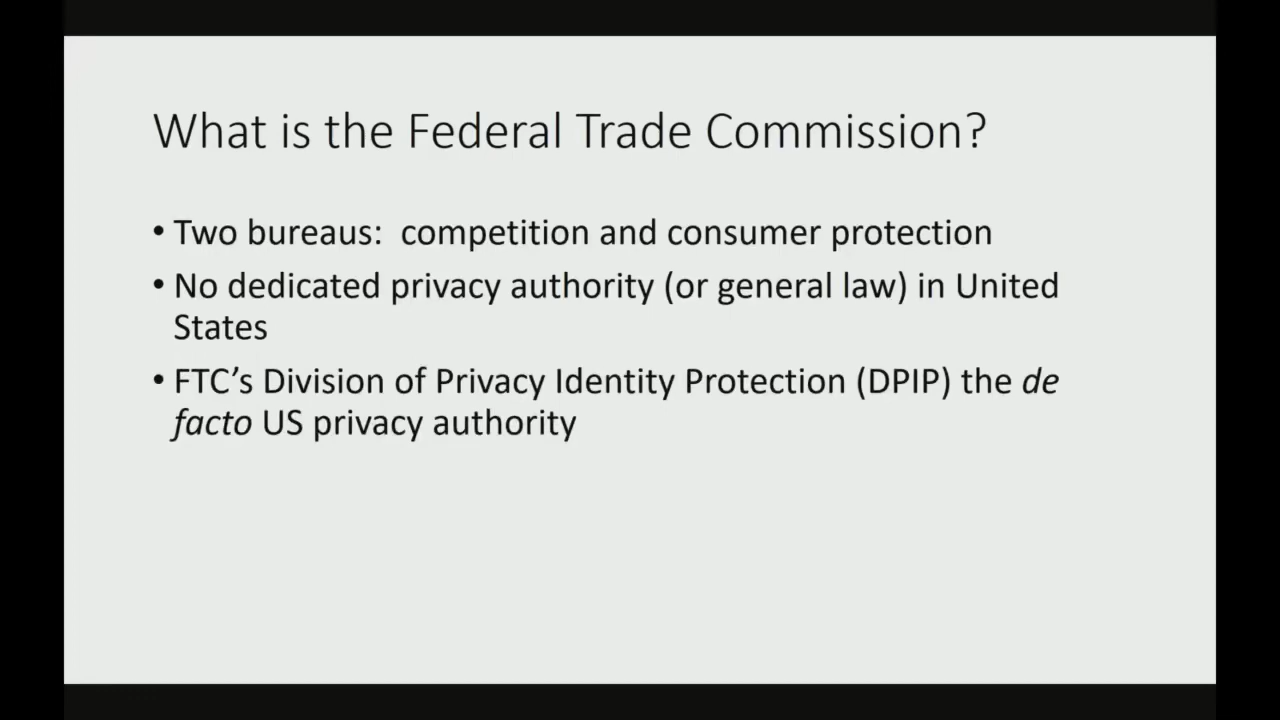 What is the Federal Trade Commission?
• Two bureaus:  competition and consumer protection
• No dedicated privacy authority (or general law) in United
States
• FTC’s Division of Privacy Identity Protection (DPIP) the de
facto US privacy authority